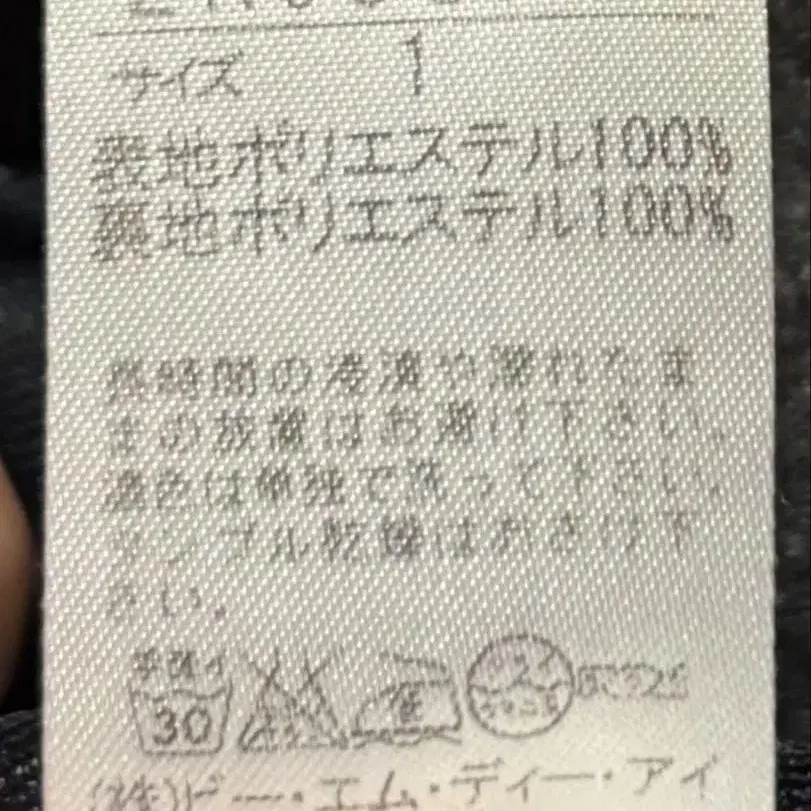 サイズ 1
表地ポリエステル100%
裏地ポリエステル100%
長時間の浸漬や濡れたま
まの放置はお避け下さい。
濃色は単独で洗って下さい。
タンブル乾燥はおさけ下
さい。
手洗イ 30 低 ドライ
(株)ビー・エム・ディー・アイ